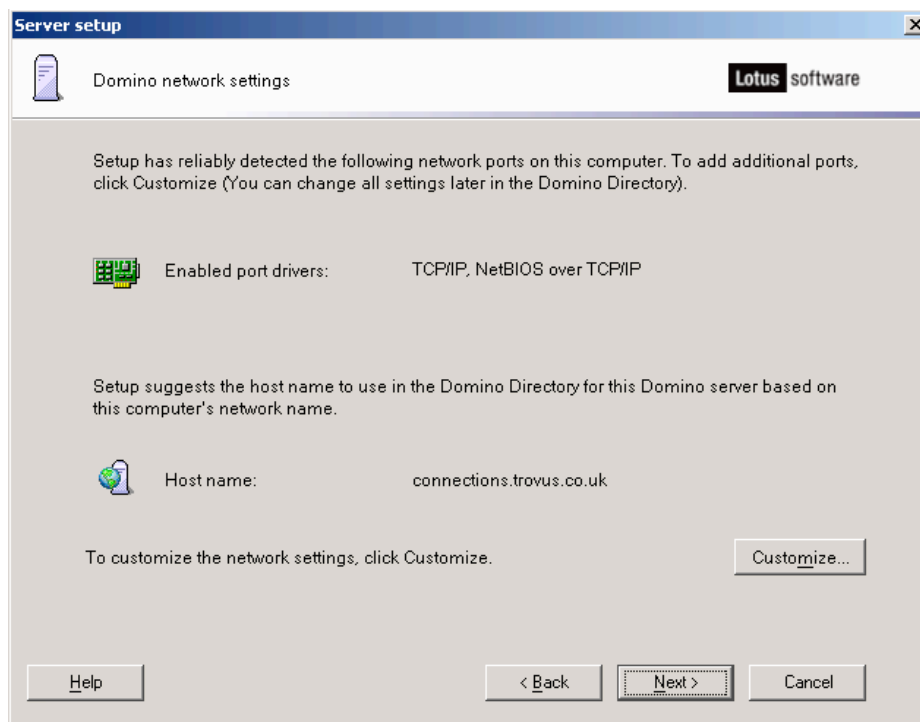 Server setup
Domino network settings
Lotus software
Setup has reliably detected the following network ports on this computer. To add additional ports,
click Customize (You can change all settings later in the Domino Directory).
Enabled port drivers: TCP/IP, NetBIOS over TCP/IP
Setup suggests the host name to use in the Domino Directory for this Domino server based on
this computer's network name.
Host name: connections.trovus.co.uk
To customize the network settings, click Customize.
Customize...
Help
< Back
Next >
Cancel